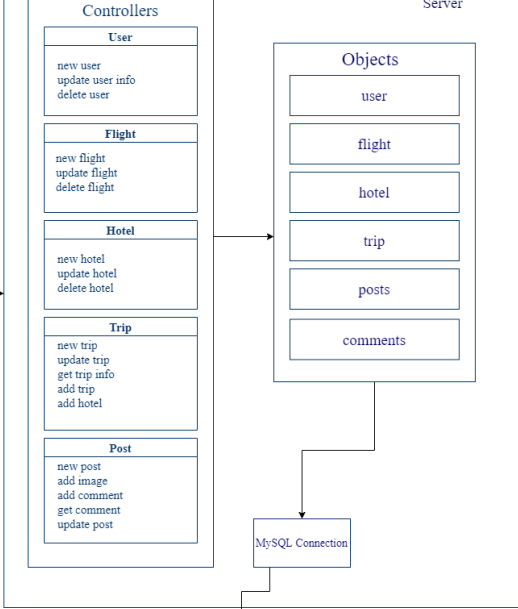 Controllers
User
new user
update user info
delete user
Flight
new flight
update flight
delete flight
Hotel
new hotel
update hotel
delete hotel
Trip
new trip
update trip
get trip info
add trip
add hotel
Post
new post
add image
add comment
get comment
update post
Server
Objects
user
flight
hotel
trip
posts
comments
MySQL Connection